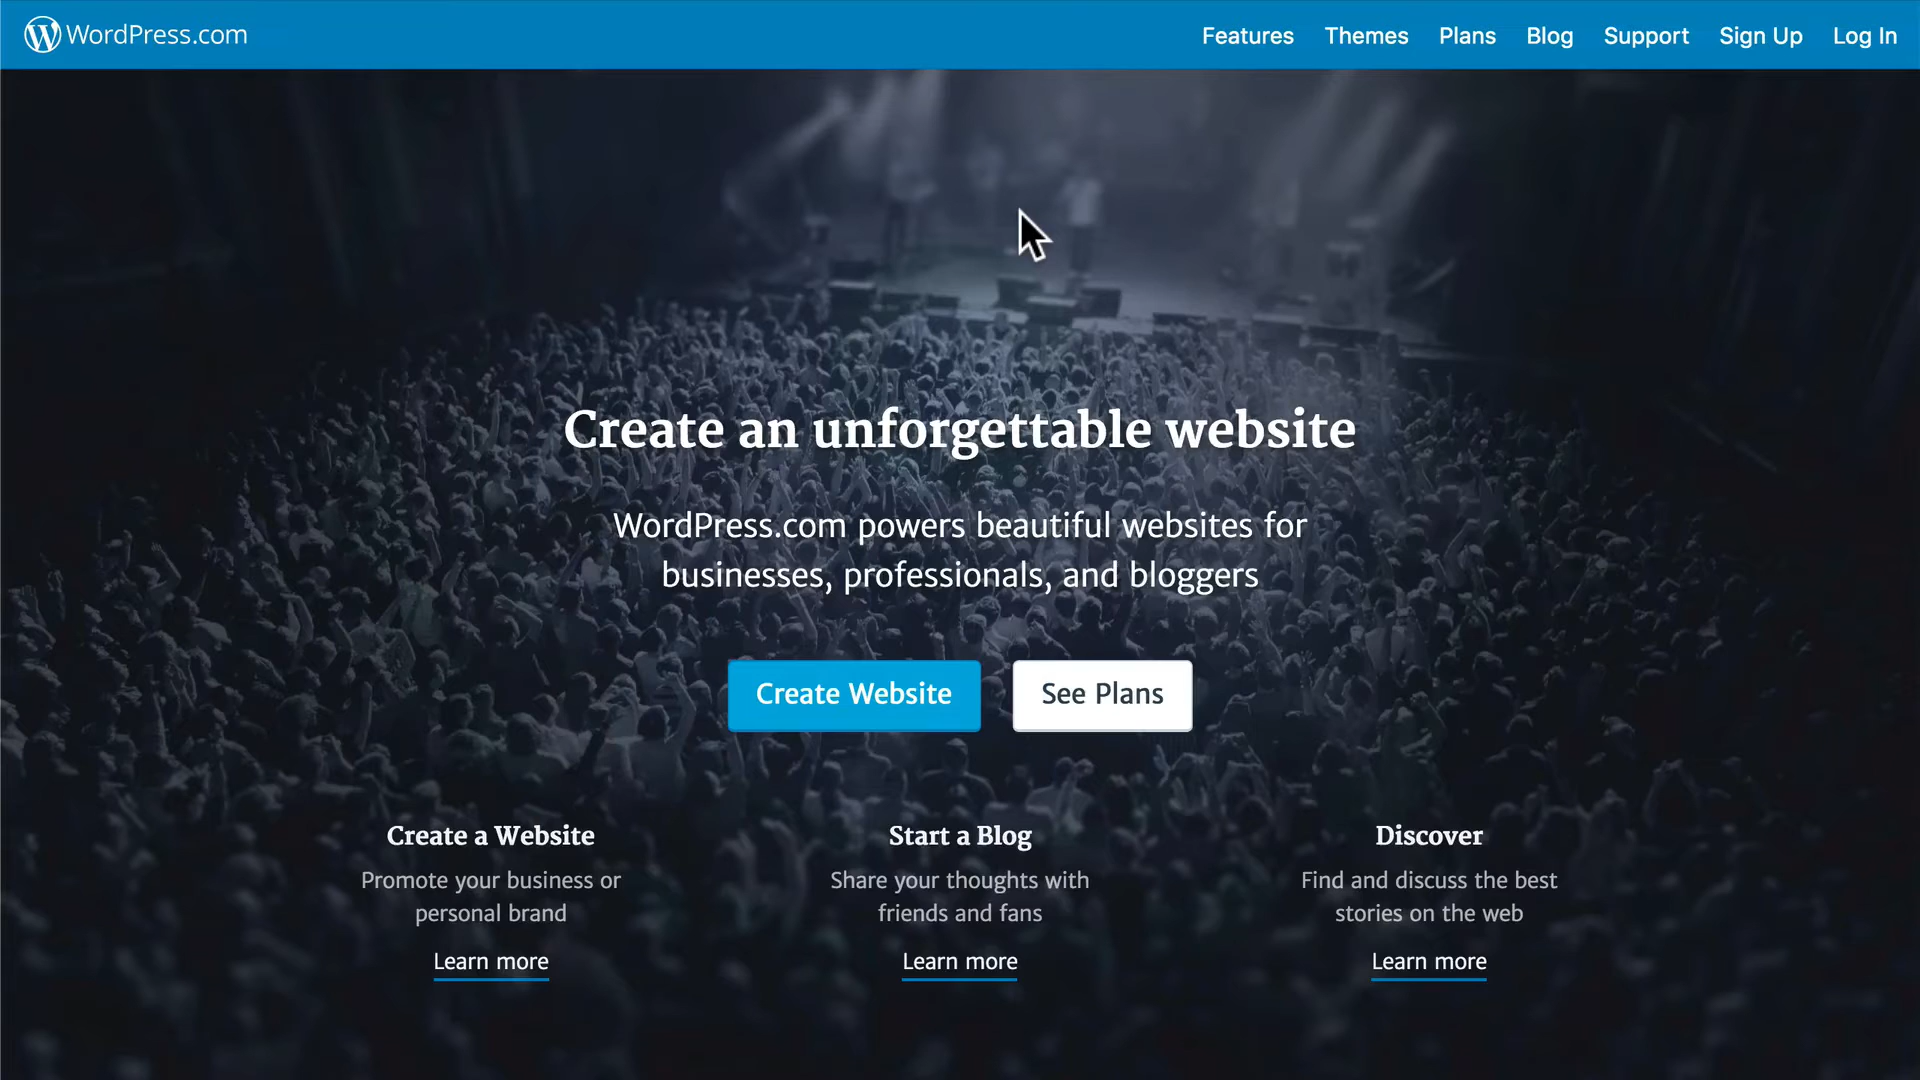 WordPress.com
Features Themes Plans Blog Support Sign Up Log In
Create an unforgettable website
WordPress.com powers beautiful websites for
businesses, professionals, and bloggers
Create Website
See Plans
Create a Website
Promote your business or
personal brand
Learn more
Start a Blog
Share your thoughts with
friends and fans
Learn more
Discover
Find and discuss the best
stories on the web
Learn more